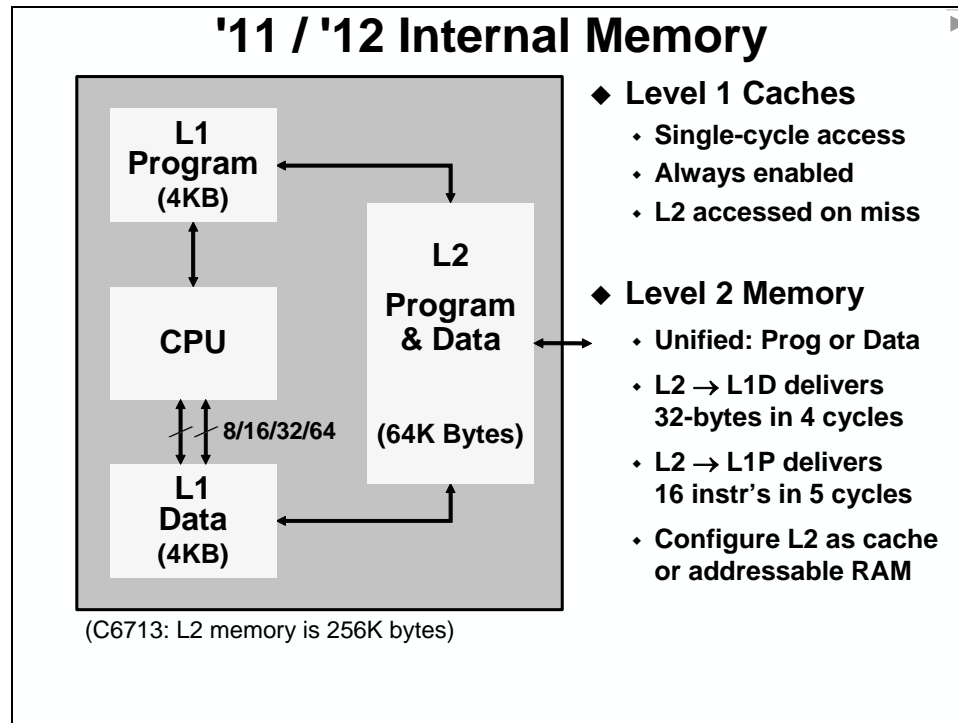 '11 / '12 Internal Memory
L1
Program
(4KB)
CPU
8/16/32/64
L1
Data
(4KB)
L2
Program
& Data
(64K Bytes)
(C6713: L2 memory is 256K bytes)
◆ Level 1 Caches
◆ Single-cycle access
◆ Always enabled
◆ L2 accessed on miss
◆ Level 2 Memory
◆ Unified: Prog or Data
◆ L2 → L1D delivers
32-bytes in 4 cycles
◆ L2 → L1P delivers
16 instr's in 5 cycles
◆ Configure L2 as cache
or addressable RAM